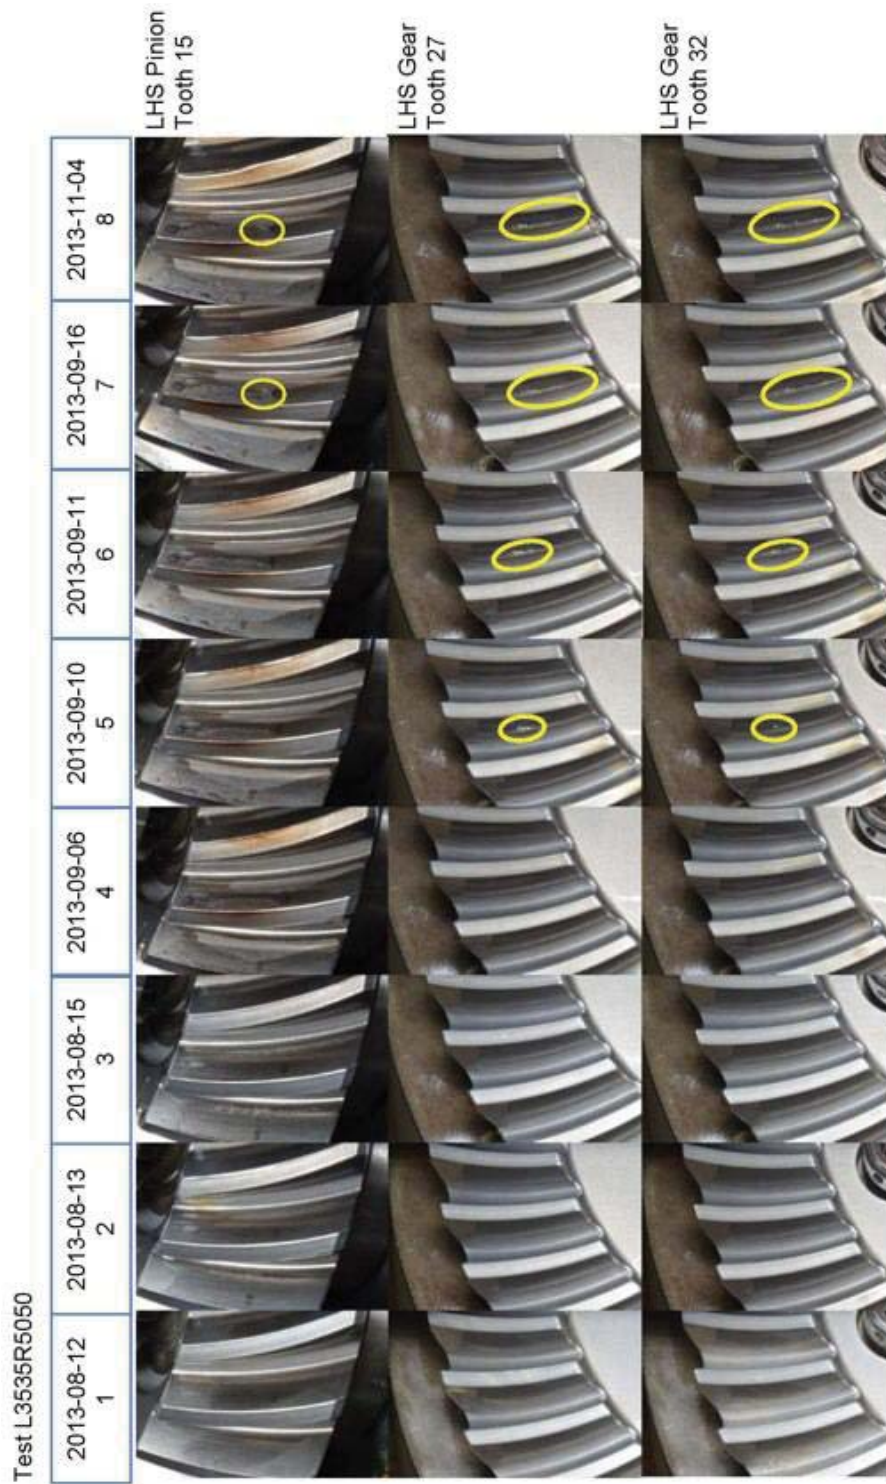 Test L3535R5050
2013-08-12
1
2013-08-13
2
2013-08-15
3
2013-09-06
4
2013-09-10
5
2013-09-11
6
2013-09-16
7
2013-11-04
8
LHS Pinion
Tooth 15
LHS Gear
Tooth 27
LHS Gear
Tooth 32